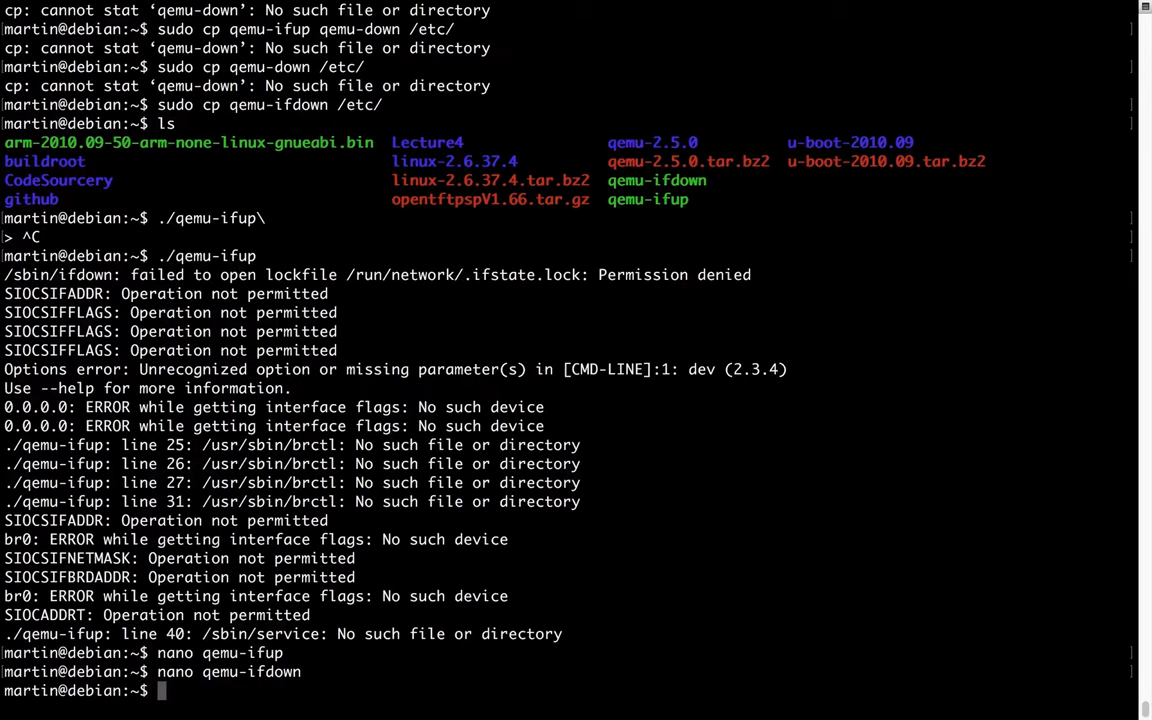 cp: cannot stat ‘qemu-down’: No such file or directory
martin@debian:~$ sudo cp qemu-ifup qemu-down /etc/
cp: cannot stat ‘qemu-down’: No such file or directory
martin@debian:~$ sudo cp qemu-down /etc/
cp: cannot stat ‘qemu-down’: No such file or directory
martin@debian:~$ sudo cp qemu-ifdown /etc/
martin@debian:~$ ls
arm-2010.09-50-arm-none-linux-gnueabi.bin Lecture4 qemu-2.5.0 u-boot-2010.09
buildroot linux-2.6.37.4 qemu-2.5.0.tar.bz2 u-boot-2010.09.tar.bz2
CodeSourcery linux-2.6.37.4.tar.bz2 qemu-ifdown
github opentftpspV1.66.tar.gz qemu-ifup
martin@debian:~$ ./qemu-ifup\
> ^C
martin@debian:~$ ./qemu-ifup
/sbin/ifdown: failed to open lockfile /run/network/.ifstate.lock: Permission denied
SIOCSIFADDR: Operation not permitted
SIOCSIFFLAGS: Operation not permitted
SIOCSIFFLAGS: Operation not permitted
SIOCSIFFLAGS: Operation not permitted
Options error: Unrecognized option or missing parameter(s) in [CMD-LINE]:1: dev (2.3.4)
Use --help for more information.
0.0.0.0: ERROR while getting interface flags: No such device
0.0.0.0: ERROR while getting interface flags: No such device
./qemu-ifup: line 25: /usr/sbin/brctl: No such file or directory
./qemu-ifup: line 26: /usr/sbin/brctl: No such file or directory
./qemu-ifup: line 27: /usr/sbin/brctl: No such file or directory
./qemu-ifup: line 31: /usr/sbin/brctl: No such file or directory
SIOCSIFADDR: Operation not permitted
br0: ERROR while getting interface flags: No such device
SIOCSIFNETMASK: Operation not permitted
SIOCSIFBRDADDR: Operation not permitted
br0: ERROR while getting interface flags: No such device
SIOCADDRT: Operation not permitted
./qemu-ifup: line 40: /sbin/service: No such file or directory
martin@debian:~$ nano qemu-ifup
martin@debian:~$ nano qemu-ifdown
martin@debian:~$